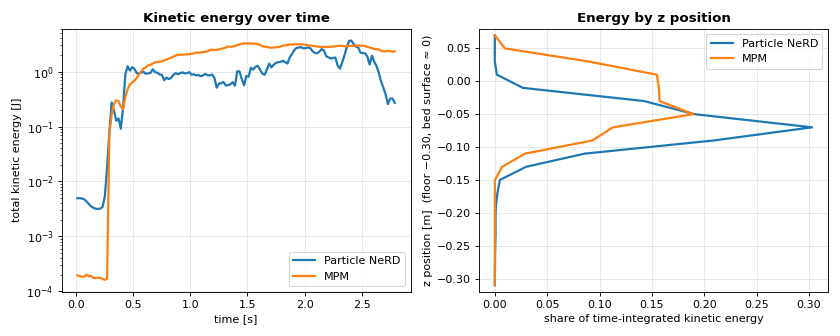 Kinetic energy over time
total kinetic energy [J]
10⁰
10⁻¹
10⁻²
10⁻³
10⁻⁴
0.0 0.5 1.0 1.5 2.0 2.5
time [s]
Particle NeRD
MPM
Energy by z position
z position [m] (floor −0.30, bed surface ≈ 0)
0.05
0.00
−0.05
−0.10
−0.15
−0.20
−0.25
−0.30
0.00 0.05 0.10 0.15 0.20 0.25 0.30
share of time-integrated kinetic energy
Particle NeRD
MPM